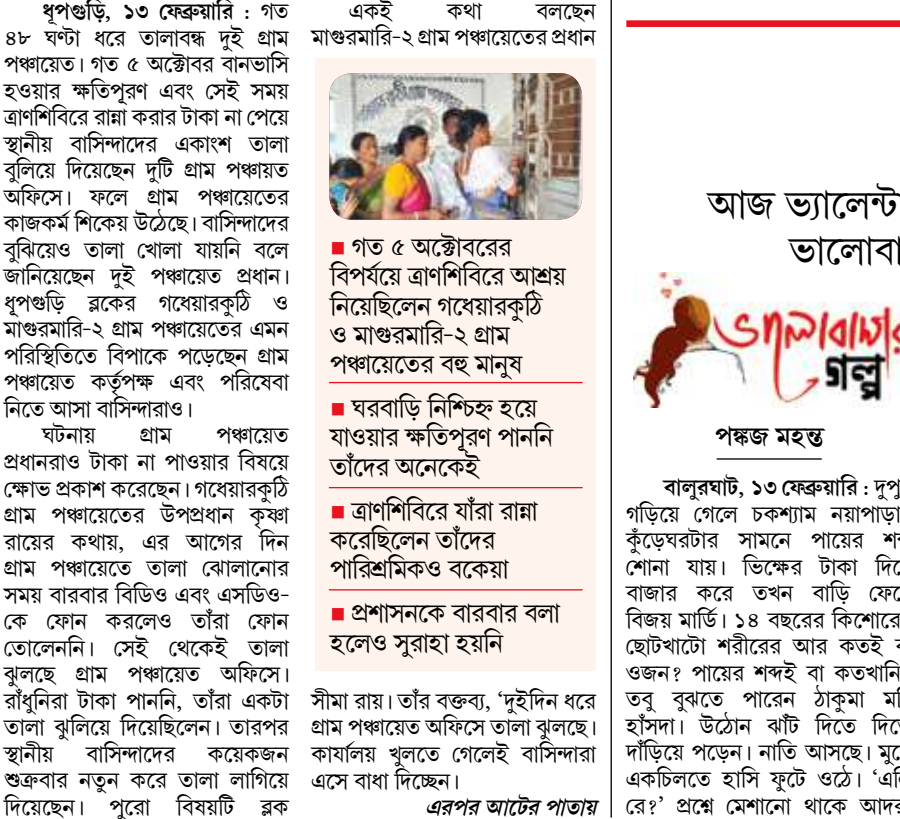 ধূপগুড়ি, ১৩ ফেব্রুয়ারি : গত
৪৮ ঘণ্টা ধরে তালাবন্ধ দুই গ্রাম
পঞ্চায়েত। গত ৫ অক্টোবর বানভাসি
হওয়ার ক্ষতিপূরণ এবং সেই সময়
ত্রাণশিবিরে রান্না করার টাকা না পেয়ে
স্থানীয় বাসিন্দাদের একাংশ তালা
ঝুলিয়ে দিয়েছেন দুটি গ্রাম পঞ্চায়ত
অফিসে। ফলে গ্রাম পঞ্চায়েতের
কাজকর্ম শিকেয় উঠেছে। বাসিন্দাদের
বুঝিয়েও তালা খোলা যায়নি বলে
জানিয়েছেন দুই পঞ্চায়েত প্রধান।
ধূপগুড়ি ব্লকের গধেয়ারকুঠি ও
মাগুরমারি-২ গ্রাম পঞ্চায়েতের এমন
পরিস্থিতিতে বিপাকে পড়েছেন গ্রাম
পঞ্চায়েত কর্তৃপক্ষ এবং পরিষেবা
নিতে আসা বাসিন্দারাও।
ঘটনায় গ্রাম পঞ্চায়েত
প্রধানরাও টাকা না পাওয়ার বিষয়ে
ক্ষোভ প্রকাশ করেছেন। গধেয়ারকুঠি
গ্রাম পঞ্চায়েতের উপপ্রধান কৃষ্ণা
রায়ের কথায়, এর আগের দিন
গ্রাম পঞ্চায়েতে তালা ঝোলানোর
সময় বারবার বিডিও এবং এসডিও-
কে ফোন করলেও তাঁরা ফোন
তোলেননি। সেই থেকেই তালা
ঝুলছে গ্রাম পঞ্চায়েত অফিসে।
রাঁধুনিরা টাকা পাননি, তাঁরা একটা
তালা ঝুলিয়ে দিয়েছিলেন। তারপর
স্থানীয় বাসিন্দাদের কয়েকজন
শুক্রবার নতুন করে তালা লাগিয়ে
দিয়েছেন। পুরো বিষয়টি ব্লক
একই কথা বলছেন
মাগুরমারি-২ গ্রাম পঞ্চায়েতের প্রধান
■ গত ৫ অক্টোবরের
বিপর্যয়ে ত্রাণশিবিরে আশ্রয়
নিয়েছিলেন গধেয়ারকুঠি
ও মাগুরমারি-২ গ্রাম
পঞ্চায়েতের বহু মানুষ
■ ঘরবাড়ি নিশ্চিহ্ন হয়ে
যাওয়ার ক্ষতিপূরণ পাননি
তাঁদের অনেকেই
■ ত্রাণশিবিরে যাঁরা রান্না
করেছিলেন তাঁদের
পারিশ্রমিকও বকেয়া
■ প্রশাসনকে বারবার বলা
হলেও সুরাহা হয়নি
সীমা রায়। তাঁর বক্তব্য, 'দুইদিন ধরে
গ্রাম পঞ্চায়েত অফিসে তালা ঝুলছে।
কার্যালয় খুলতে গেলেই বাসিন্দারা
এসে বাধা দিচ্ছেন।
এরপর আটের পাতায়
আজ ভ্যালেন্টা
ভালোবা
ভালোবাসার
গল্প
পঙ্কজ মহন্ত
বালুরঘাট, ১৩ ফেব্রুয়ারি : দুপু
গড়িয়ে গেলে চকশ্যাম নয়াপাড়া
কুঁড়েঘরটার সামনে পায়ের শব্দ
শোনা যায়। ভিক্ষের টাকা দিয়ে
বাজার করে তখন বাড়ি ফেরে
বিজয় মার্ডি। ১৪ বছরের কিশোরে
ছোটখাটো শরীরের আর কতই ব
ওজন? পায়ের শব্দই বা কতখানি
তবু বুঝতে পারেন ঠাকুমা মা
হাঁসদা। উঠোন ঝাঁট দিতে দিতে
দাঁড়িয়ে পড়েন। নাতি আসছে। মুখে
একচিলতে হাসি ফুটে ওঠে। 'এলি
রে?' প্রশ্নে মেশানো থাকে আদর